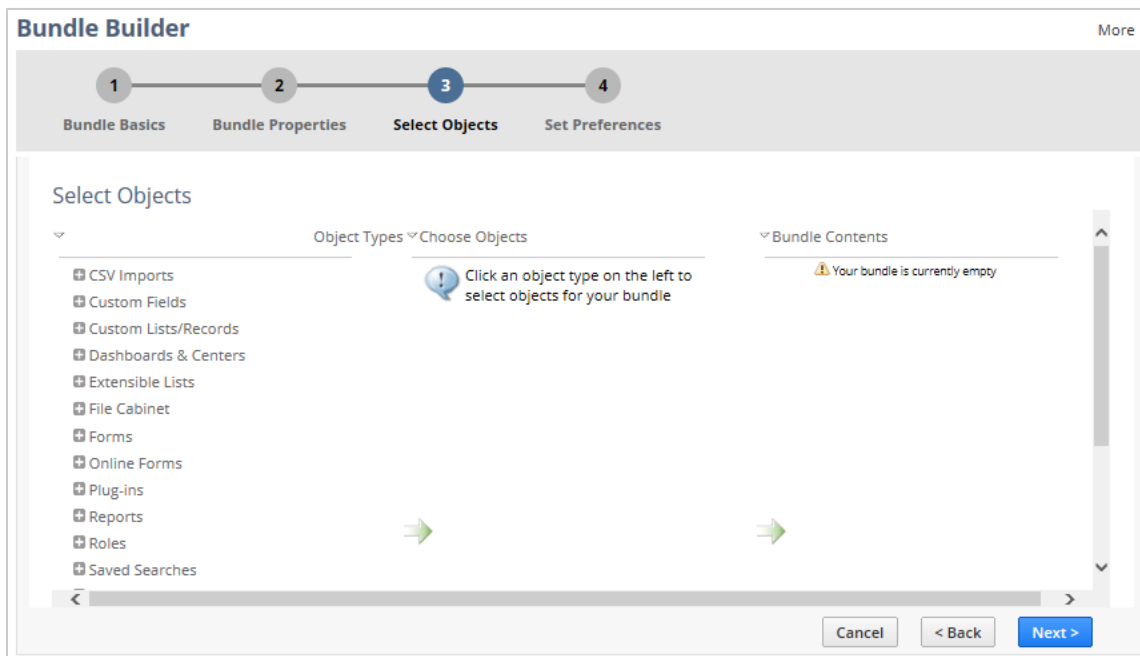 Bundle Builder
More
1
2
3
4
Bundle Basics
Bundle Properties
Select Objects
Set Preferences
Select Objects
Object Types
Choose Objects
Bundle Contents
CSV Imports
Custom Fields
Custom Lists/Records
Dashboards & Centers
Extensible Lists
File Cabinet
Forms
Online Forms
Plug-ins
Reports
Roles
Saved Searches
Click an object type on the left to
select objects for your bundle
Your bundle is currently empty
Cancel
< Back
Next >